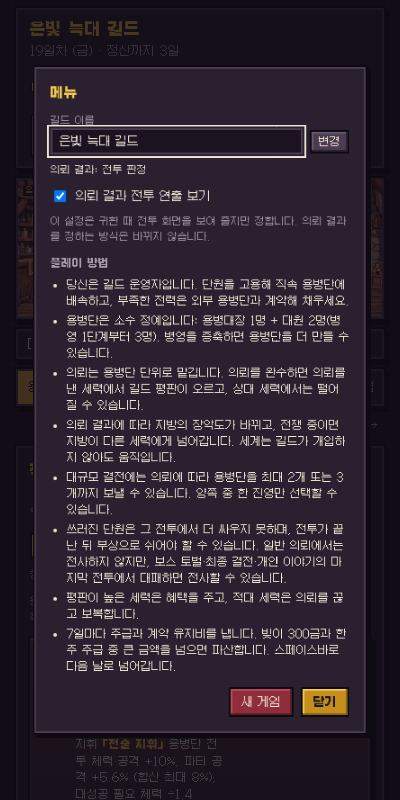 은빛 늑대 길드
19일차 (금) · 정산까지 3일
메뉴
길드 이름
은빛 늑대 길드
변경
의뢰 결과: 전투 판정
의뢰 결과 전투 연출 보기
이 설정은 귀환 때 전투 화면을 보여 줄지만 정합니다. 의뢰 결과
를 정하는 방식은 바뀌지 않습니다.
플레이 방법
• 당신은 길드 운영자입니다. 단원을 고용해 직속 용병단에
배속하고, 부족한 전력은 외부 용병단과 계약해 채우세요.
• 용병단은 소수 정예입니다: 용병대장 1명 + 대원 2명(병
영 1단계부터 3명). 병영을 증축하면 용병단을 더 만들 수
있습니다.
• 의뢰는 용병단 단위로 맡깁니다. 의뢰를 완수하면 의뢰를
낸 세력에서 길드 평판이 오르고, 상대 세력에서는 떨어
질 수 있습니다.
• 의뢰 결과에 따라 지방의 장악도가 바뀌고, 전쟁 중이면
지방이 다른 세력에게 넘어갑니다. 세계는 길드가 개입하
지 않아도 움직입니다.
• 대규모 결전에는 의뢰에 따라 용병단을 최대 2개 또는 3
개까지 보낼 수 있습니다. 양쪽 중 한 진영만 선택할 수
있습니다.
• 쓰러진 단원은 그 전투에서 더 싸우지 못하며, 전투가 끝
난 뒤 부상으로 쉬어야 할 수 있습니다. 일반 의뢰에서는
전사하지 않지만, 보스 토벌·최종 결전·개인 이야기의 마
지막 전투에서 대패하면 전사할 수 있습니다.
• 평판이 높은 세력은 혜택을 주고, 적대 세력은 의뢰를 끊
고 보복합니다.
• 7일마다 주급과 계약 유지비를 냅니다. 빚이 300금과 한
주 주급 중 큰 금액을 넘으면 파산합니다. 스페이스바로
다음 날로 넘어갑니다.
새 게임
닫기
지휘 「전술 지휘」 용병단 전
투 체력·공격 +10%, 파티 공
격 +5.6% (합산 최대 8%),
대성공 필요 체력 -1.4